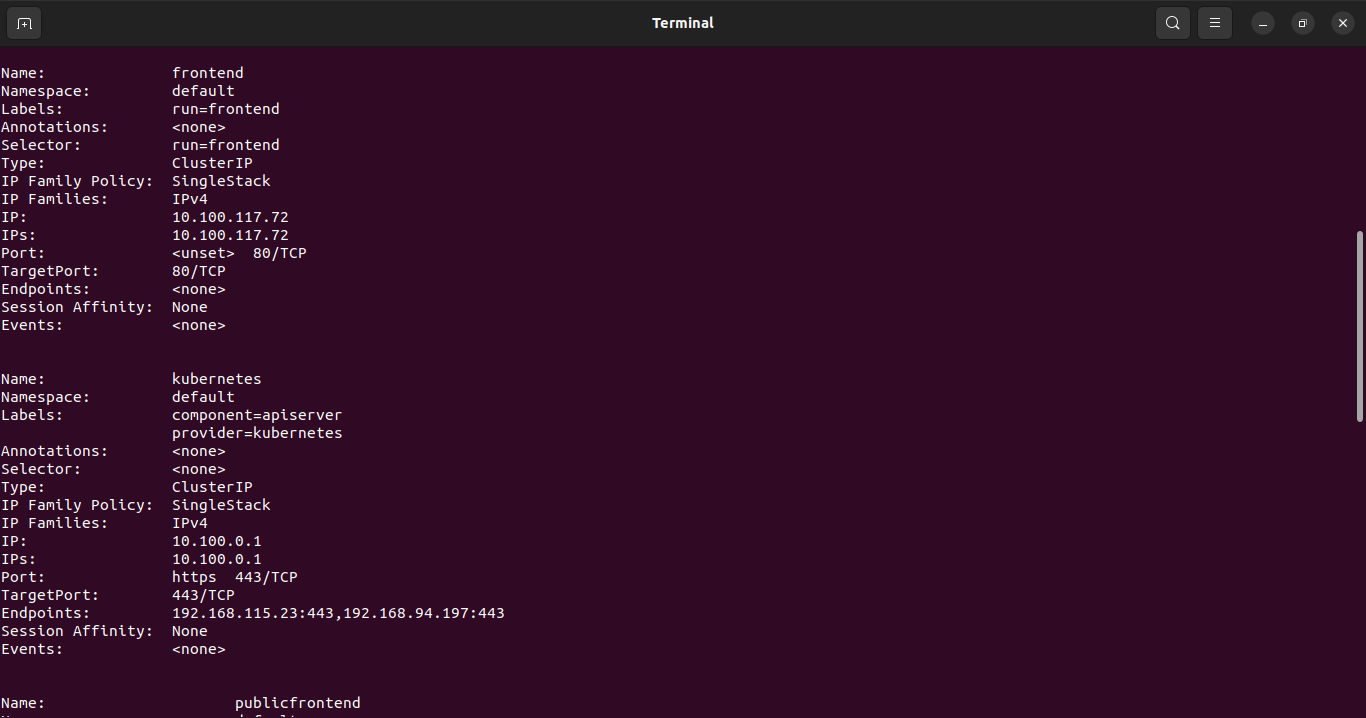 Terminal
Name:              frontend
Namespace:         default
Labels:            run=frontend
Annotations:       <none>
Selector:          run=frontend
Type:              ClusterIP
IP Family Policy:  SingleStack
IP Families:       IPv4
IP:                10.100.117.72
IPs:               10.100.117.72
Port:              <unset>  80/TCP
TargetPort:        80/TCP
Endpoints:         <none>
Session Affinity:  None
Events:            <none>
Name:              kubernetes
Namespace:         default
Labels:            component=apiserver
                   provider=kubernetes
Annotations:       <none>
Selector:          <none>
Type:              ClusterIP
IP Family Policy:  SingleStack
IP Families:       IPv4
IP:                10.100.0.1
IPs:               10.100.0.1
Port:              https  443/TCP
TargetPort:        443/TCP
Endpoints:         192.168.115.23:443,192.168.94.197:443
Session Affinity:  None
Events:            <none>
Name:                     publicfrontend